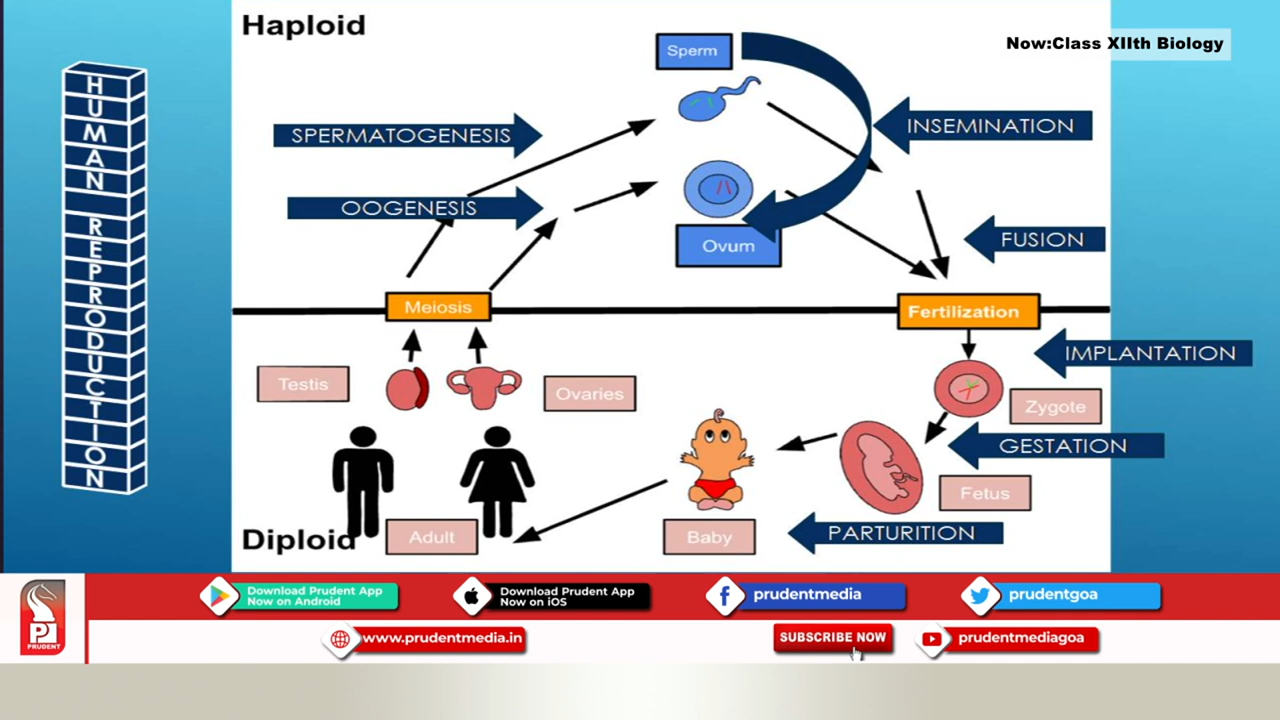 Haploid
Now:Class XIIth Biology
HUMAN REPRODUCTION
Sperm
SPERMATOGENESIS
INSEMINATION
OOGENESIS
Ovum
FUSION
Meiosis
Fertilization
IMPLANTATION
Testis
Ovaries
Zygote
GESTATION
Fetus
Diploid
Adult
Baby
PARTURITION
Download Prudent App
Now on Android
Download Prudent App
Now on iOS
prudentmedia
prudentgoa
PRUDENT
www.prudentmedia.in
SUBSCRIBE NOW
prudentmediagoa